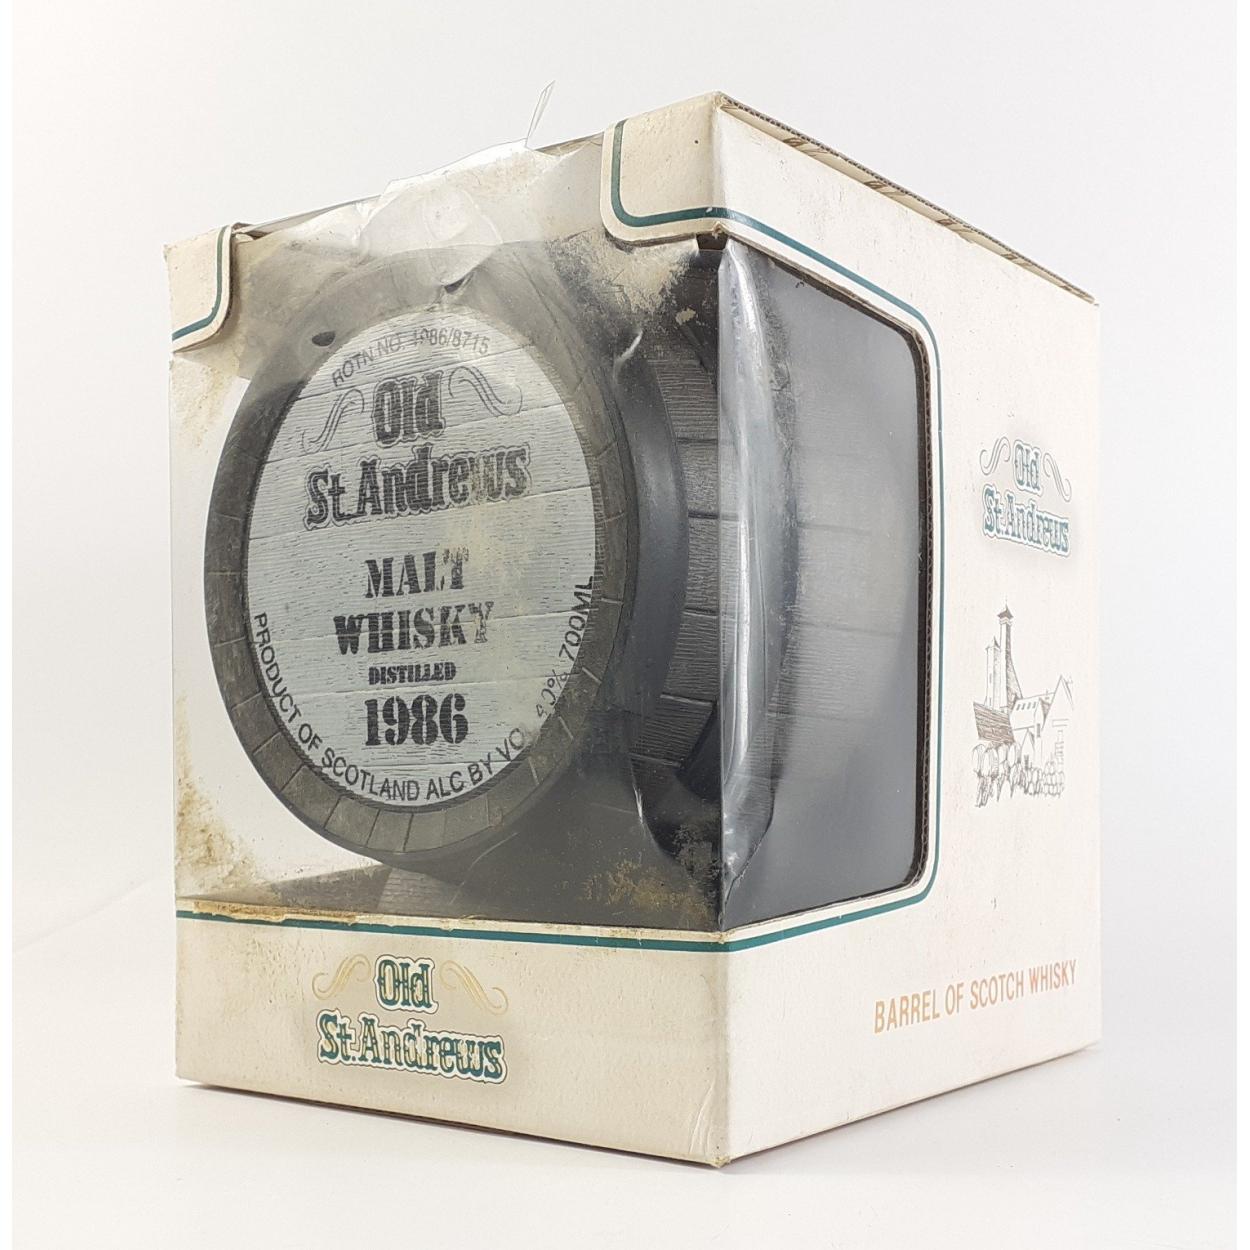 ROTN NO. 1986/8715
Old
St.Andrews
MALT
WHISKY
DISTILLED
1986
PRODUCT OF SCOTLAND ALC BY VOL 40% 700ML
Old
St.Andrews
Old
St.Andrews
BARREL OF SCOTCH WHISKY